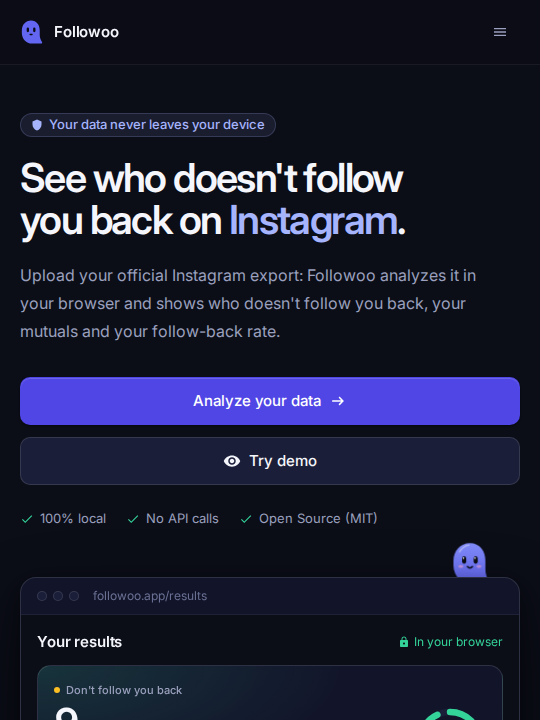 Followoo
Your data never leaves your device
See who doesn't follow
you back on Instagram.
Upload your official Instagram export: Followoo analyzes it in
your browser and shows who doesn't follow you back, your
mutuals and your follow-back rate.
Analyze your data →
Try demo
✓ 100% local ✓ No API calls ✓ Open Source (MIT)
followoo.app/results
Your results
In your browser
Don't follow you back